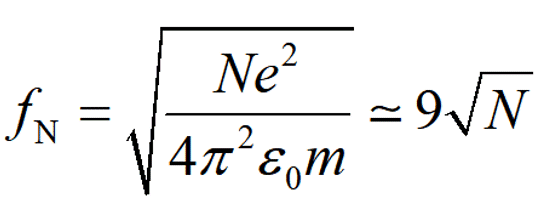 f_N = √(Ne²/4π²ε₀m) ≃ 9√N